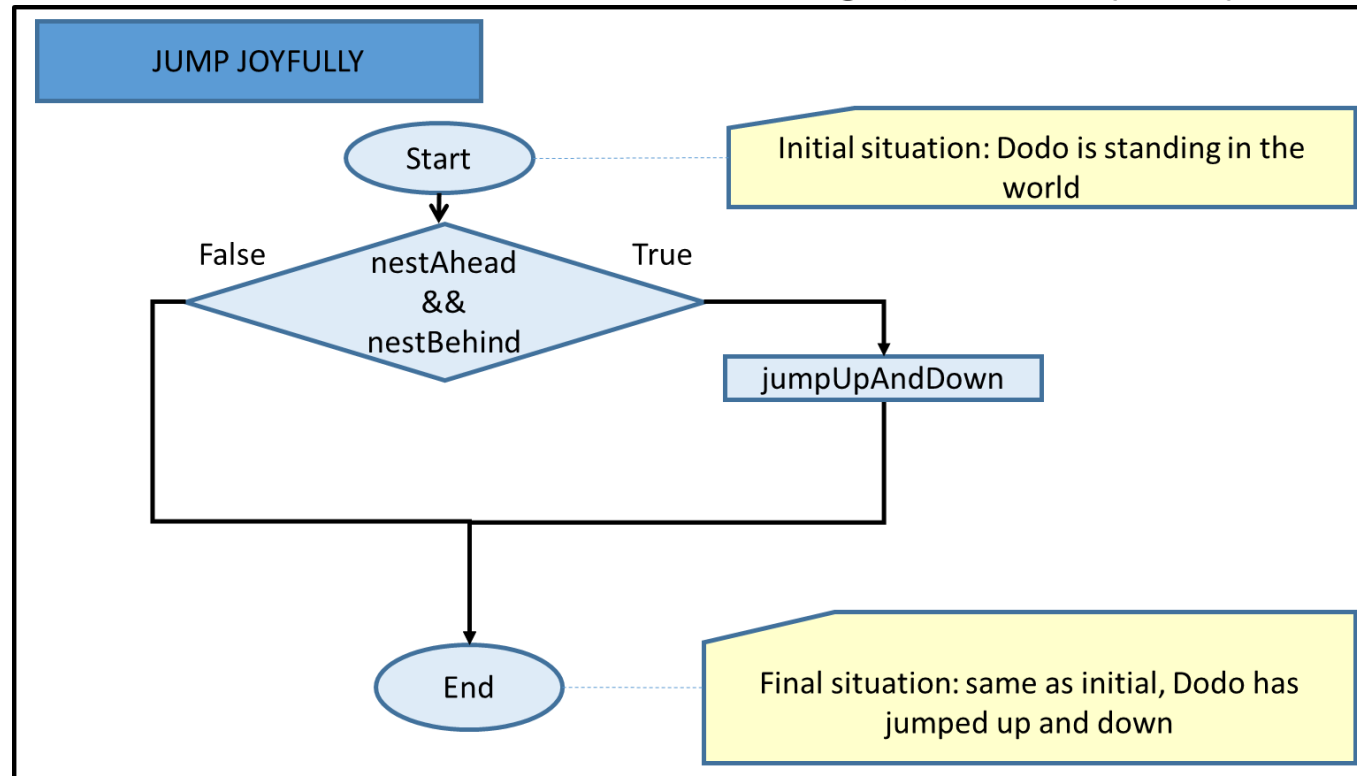 JUMP JOYFULLY
Start
Initial situation: Dodo is standing in the
world
False
True
nestAhead
&&
nestBehind
jumpUpAndDown
End
Final situation: same as initial, Dodo has
jumped up and down